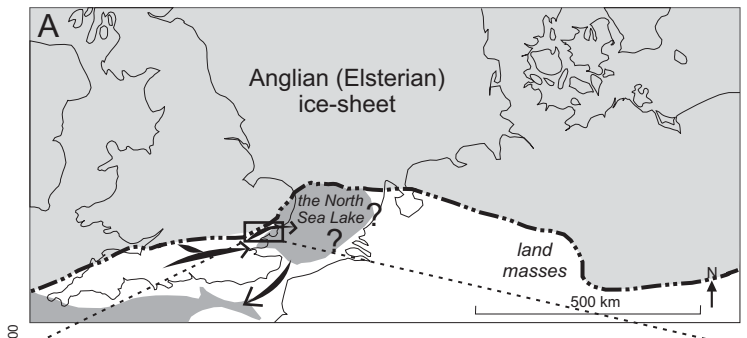 A
Anglian (Elsterian)
ice-sheet
the North
Sea Lake
?
?
land
masses
N
500 km
00